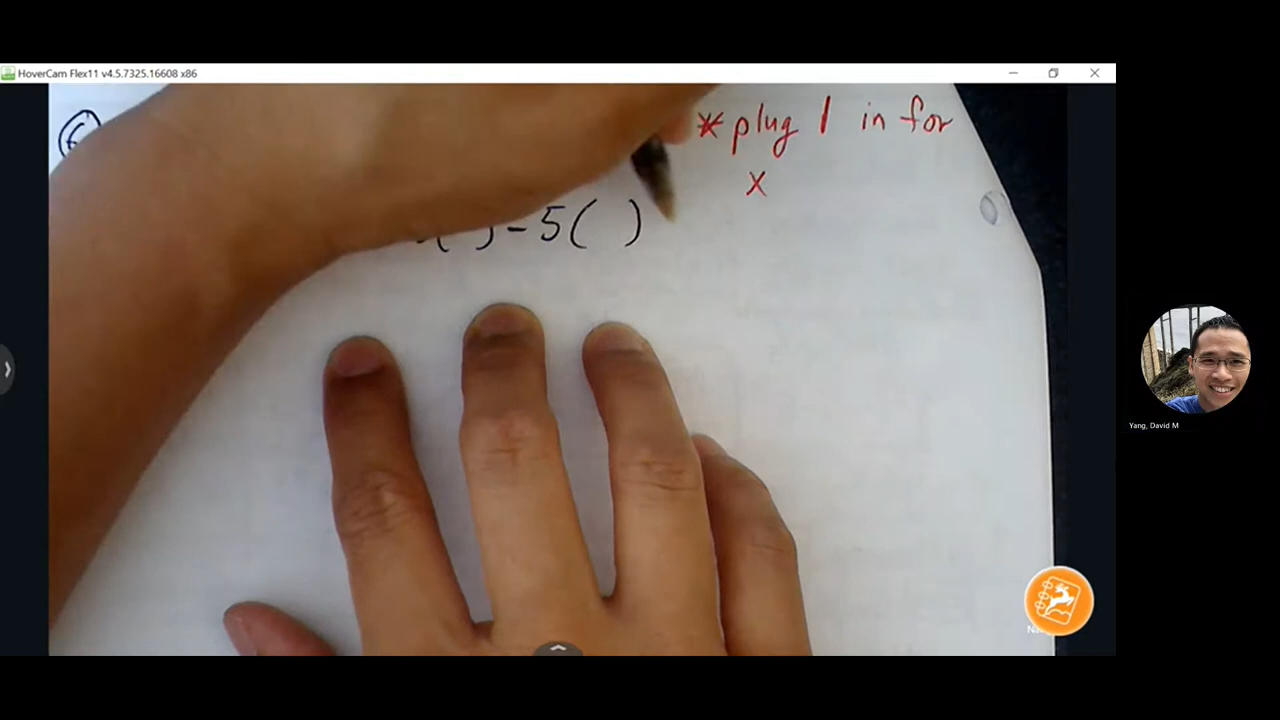 HoverCam Flex11 v4.5.7325.16608 x86
* plug 1 in for
x
( ) - 5( )
Yang, David M